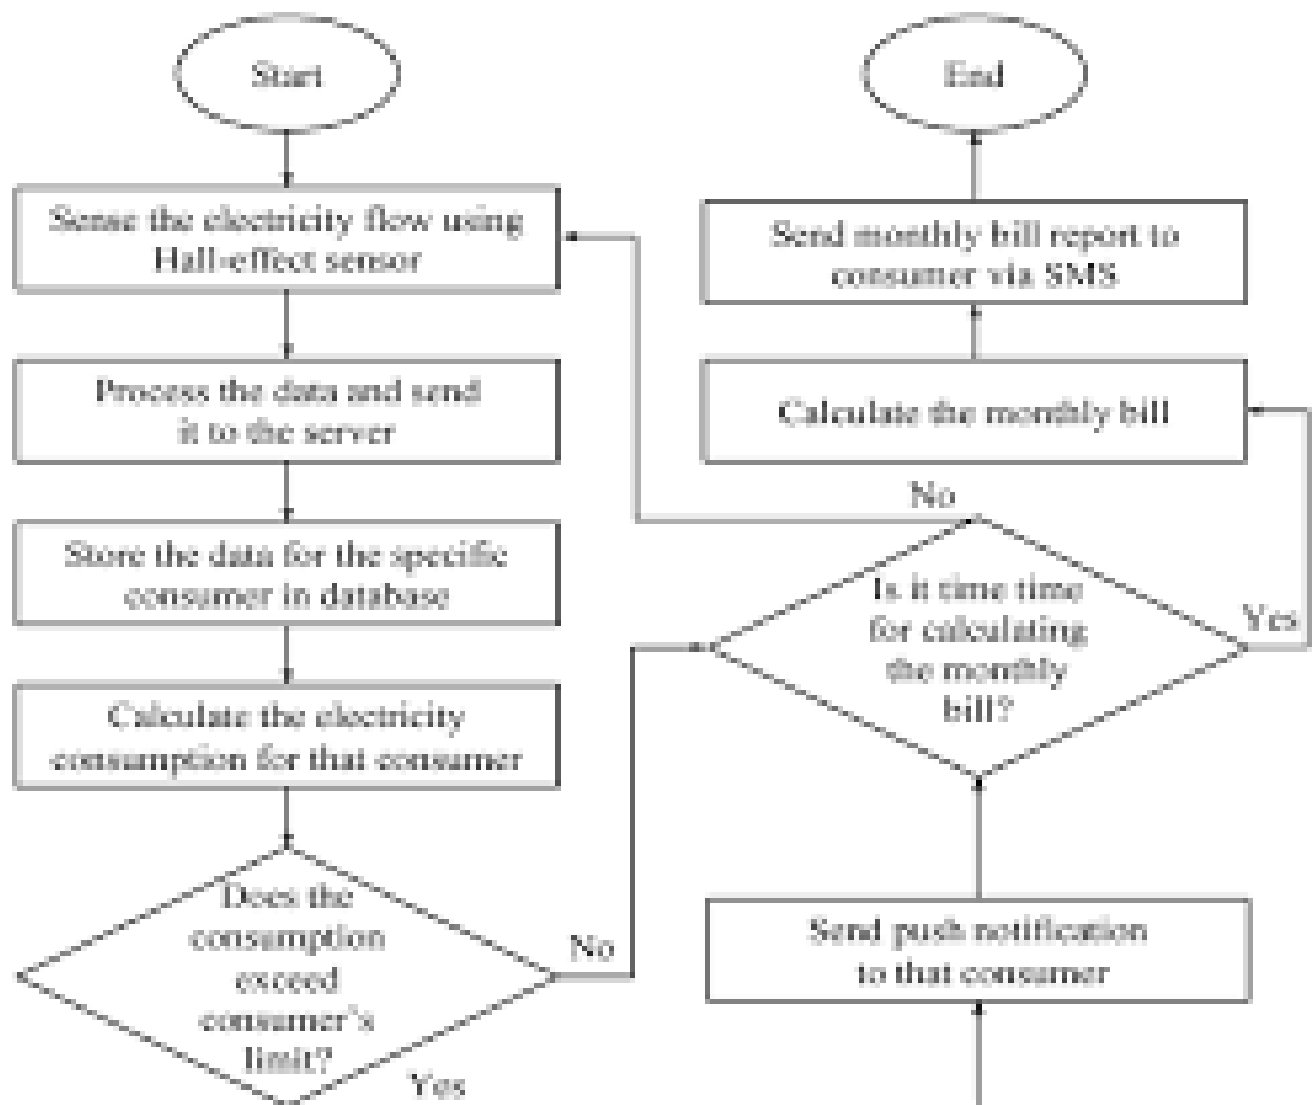 Start
Sense the electricity flow using
Hall-effect sensor
Process the data and send
it to the server
Store the data for the specific
consumer in database
Calculate the electricity
consumption for that consumer
Does the
consumption
exceed
consumer's
limit?
No
Yes
End
Send monthly bill report to
consumer via SMS
Calculate the monthly bill
No
Is it time time
for calculating
the monthly
bill?
Yes
Send push notification
to that consumer